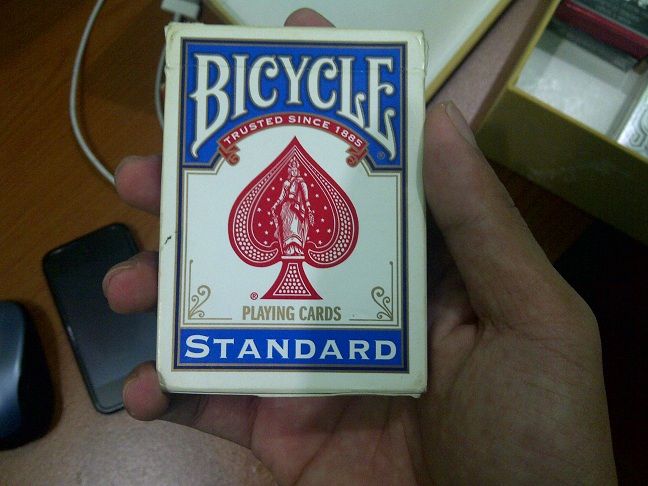 BICYCLE
®
TRUSTED SINCE 1885
®
PLAYING CARDS
STANDARD